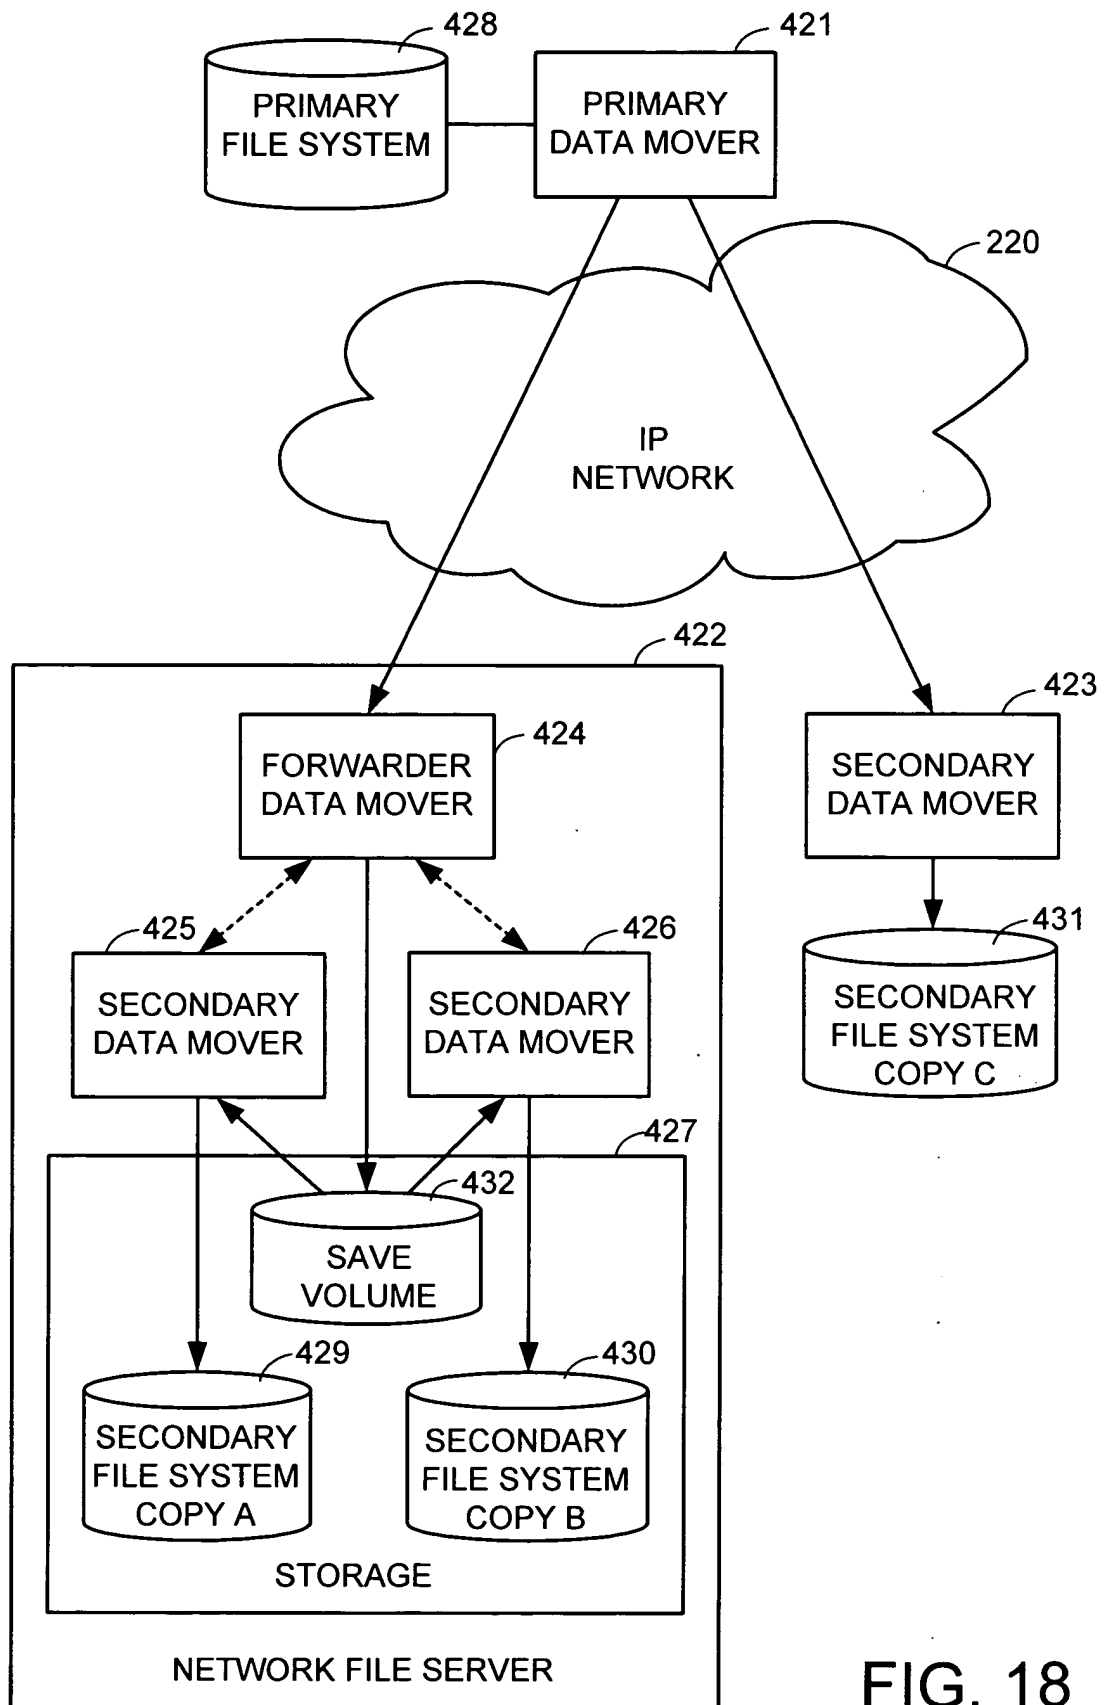 428
421
PRIMARY
FILE SYSTEM
PRIMARY
DATA MOVER
220
IP
NETWORK
422
423
424
FORWARDER
DATA MOVER
SECONDARY
DATA MOVER
425
426
431
SECONDARY
DATA MOVER
SECONDARY
DATA MOVER
SECONDARY
FILE SYSTEM
COPY C
427
432
SAVE
VOLUME
429
430
SECONDARY
FILE SYSTEM
COPY A
SECONDARY
FILE SYSTEM
COPY B
STORAGE
NETWORK FILE SERVER
FIG. 18